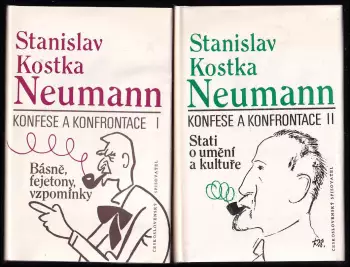 Stanislav
Kostka
Neumann
KONFESE A KONFRONTACE I
Básně,
fejetony,
vzpomínky
ČESKOSLOVENSKÝ SPISOVATEL
Stanislav
Kostka
Neumann
KONFESE A KONFRONTACE II
Stati
o umění
a kultuře
ČESKOSLOVENSKÝ SPISOVATEL